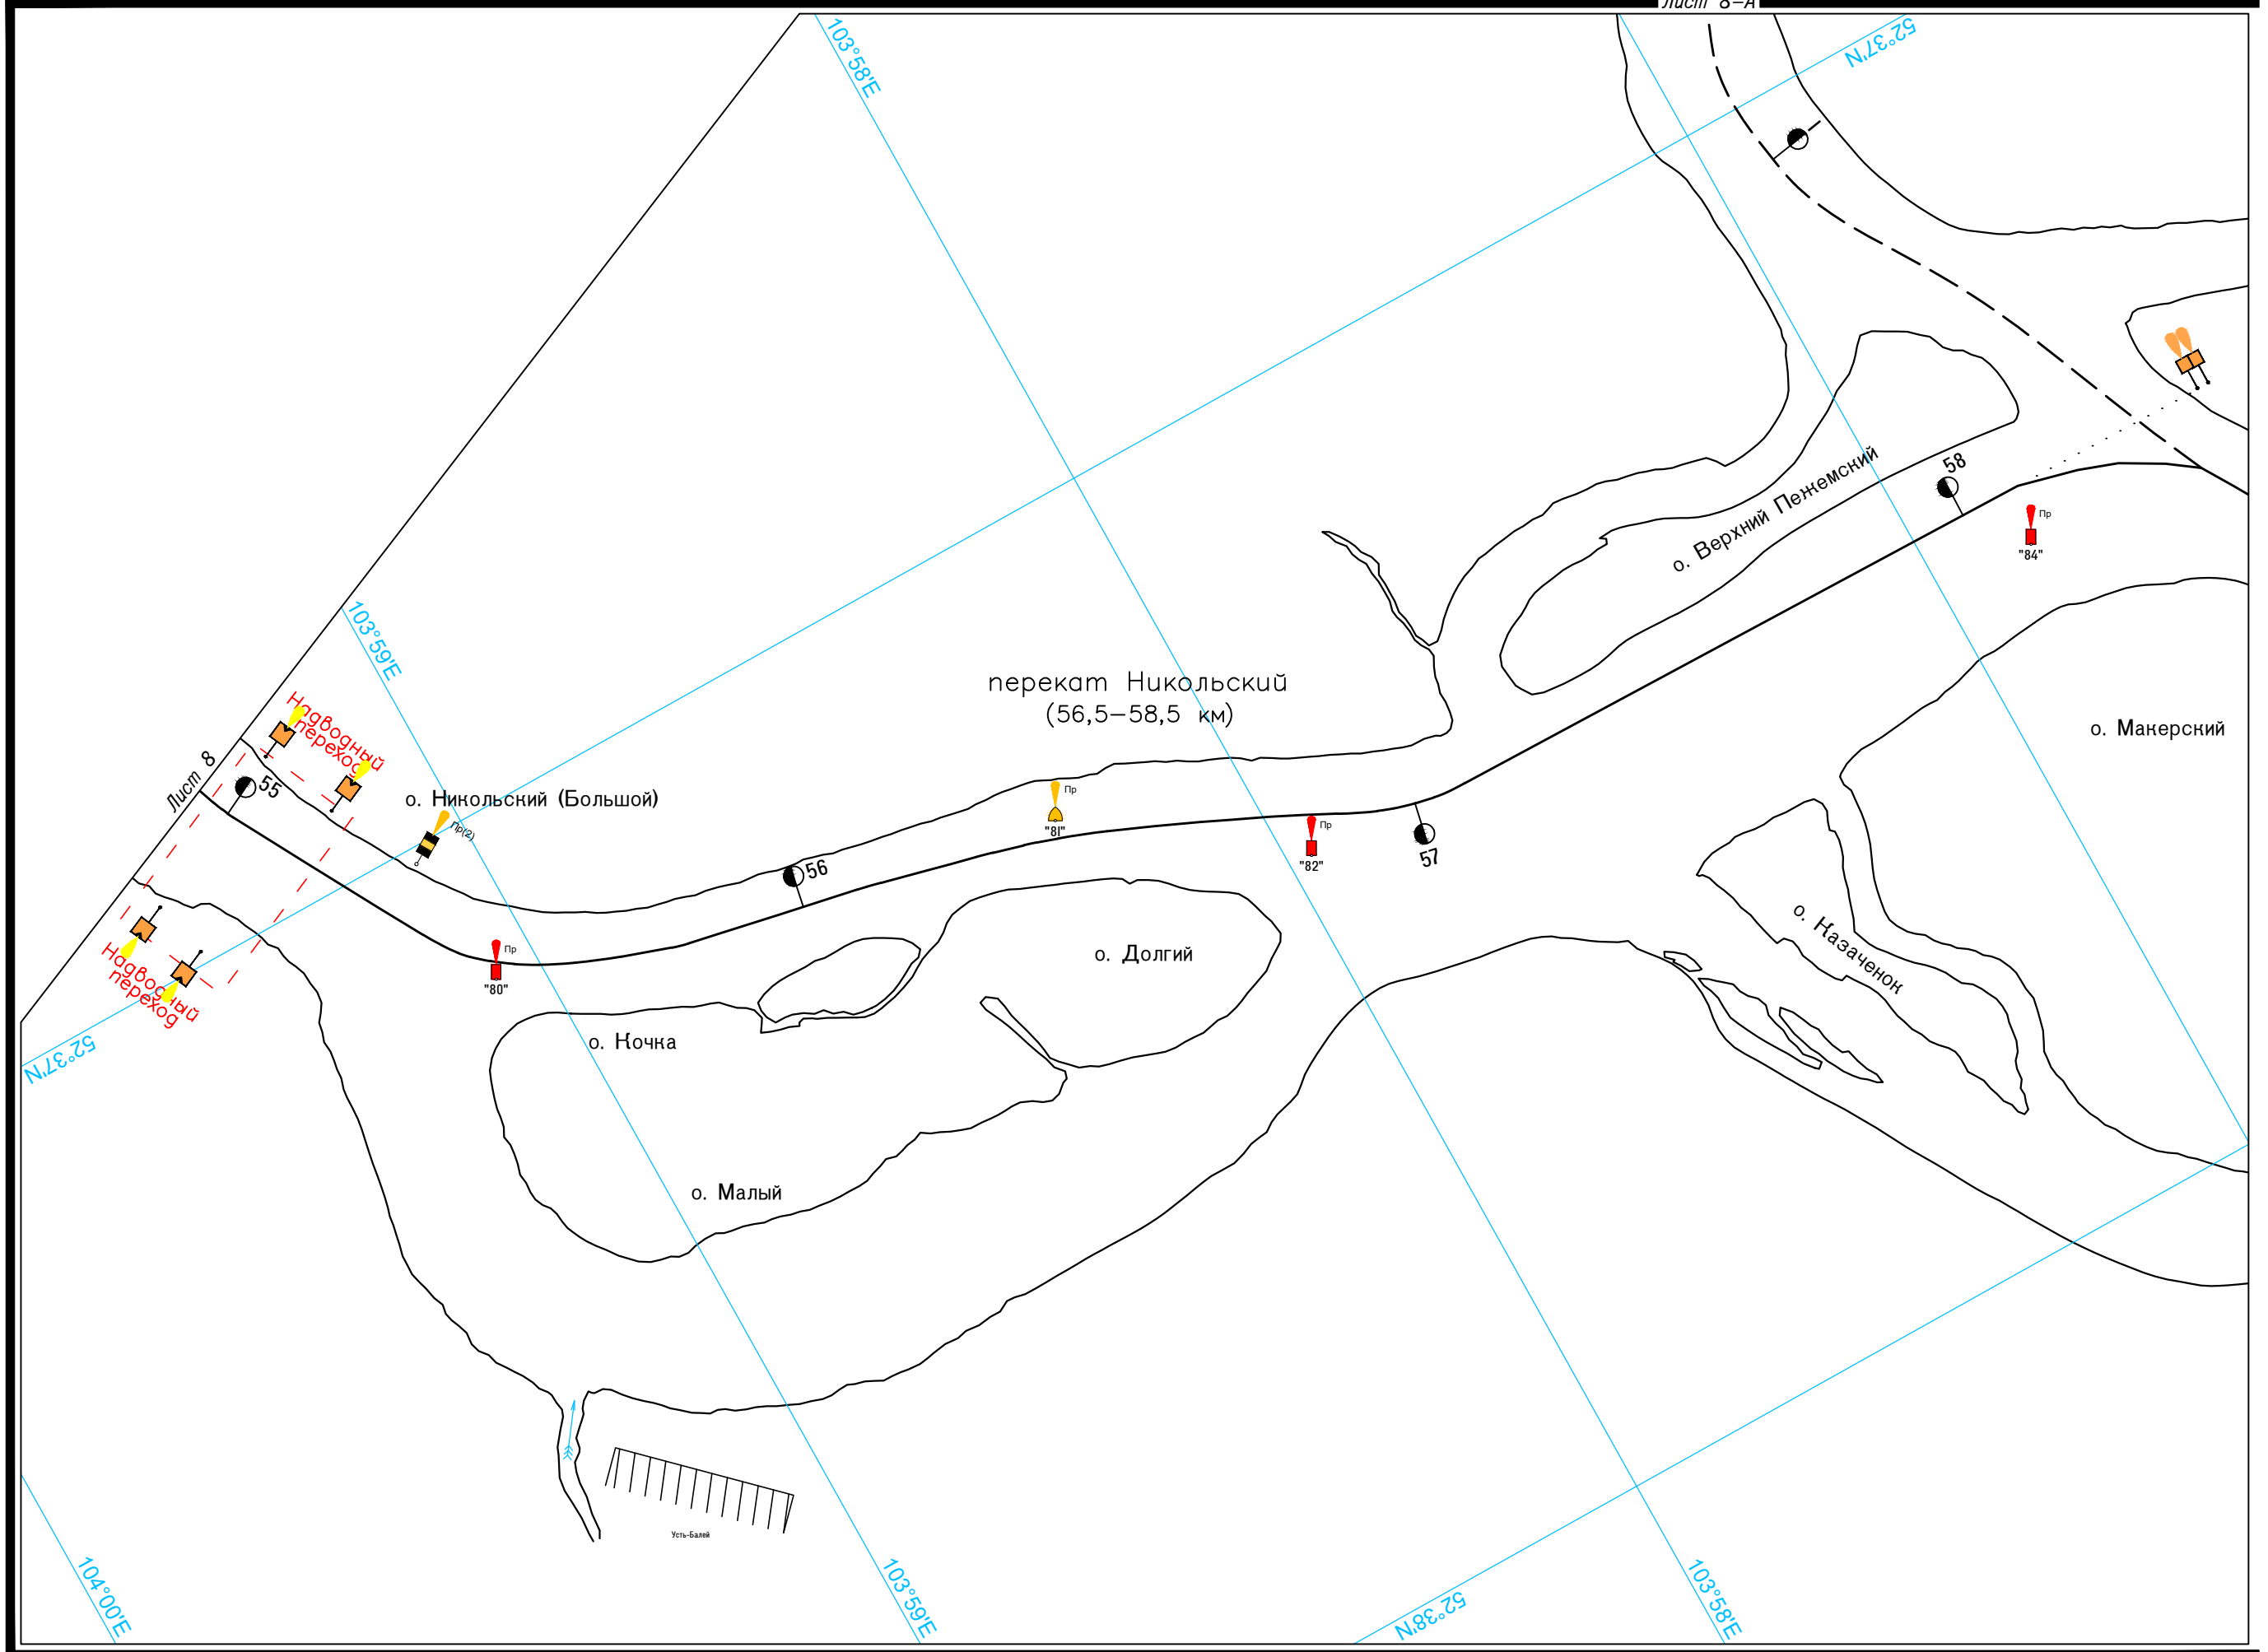 Лист 8-А
103°58'E
52°37'N
58
Пр
"84"
о. Верхний Пежемский
103°59'E
перекат Никольский
(56,5-58,5 км)
о. Макерский
Надводный
переход
Лист 8
55
о. Никольский (Большой)
Пр(2)
Пр
"81"
Пр
"82"
57
56
о. Казаченок
Надводный
переход
Пр
"80"
о. Долгий
52°37'N
о. Кочка
о. Малый
Усть-Балей
104°00'E
103°59'E
52°38'N
103°58'E